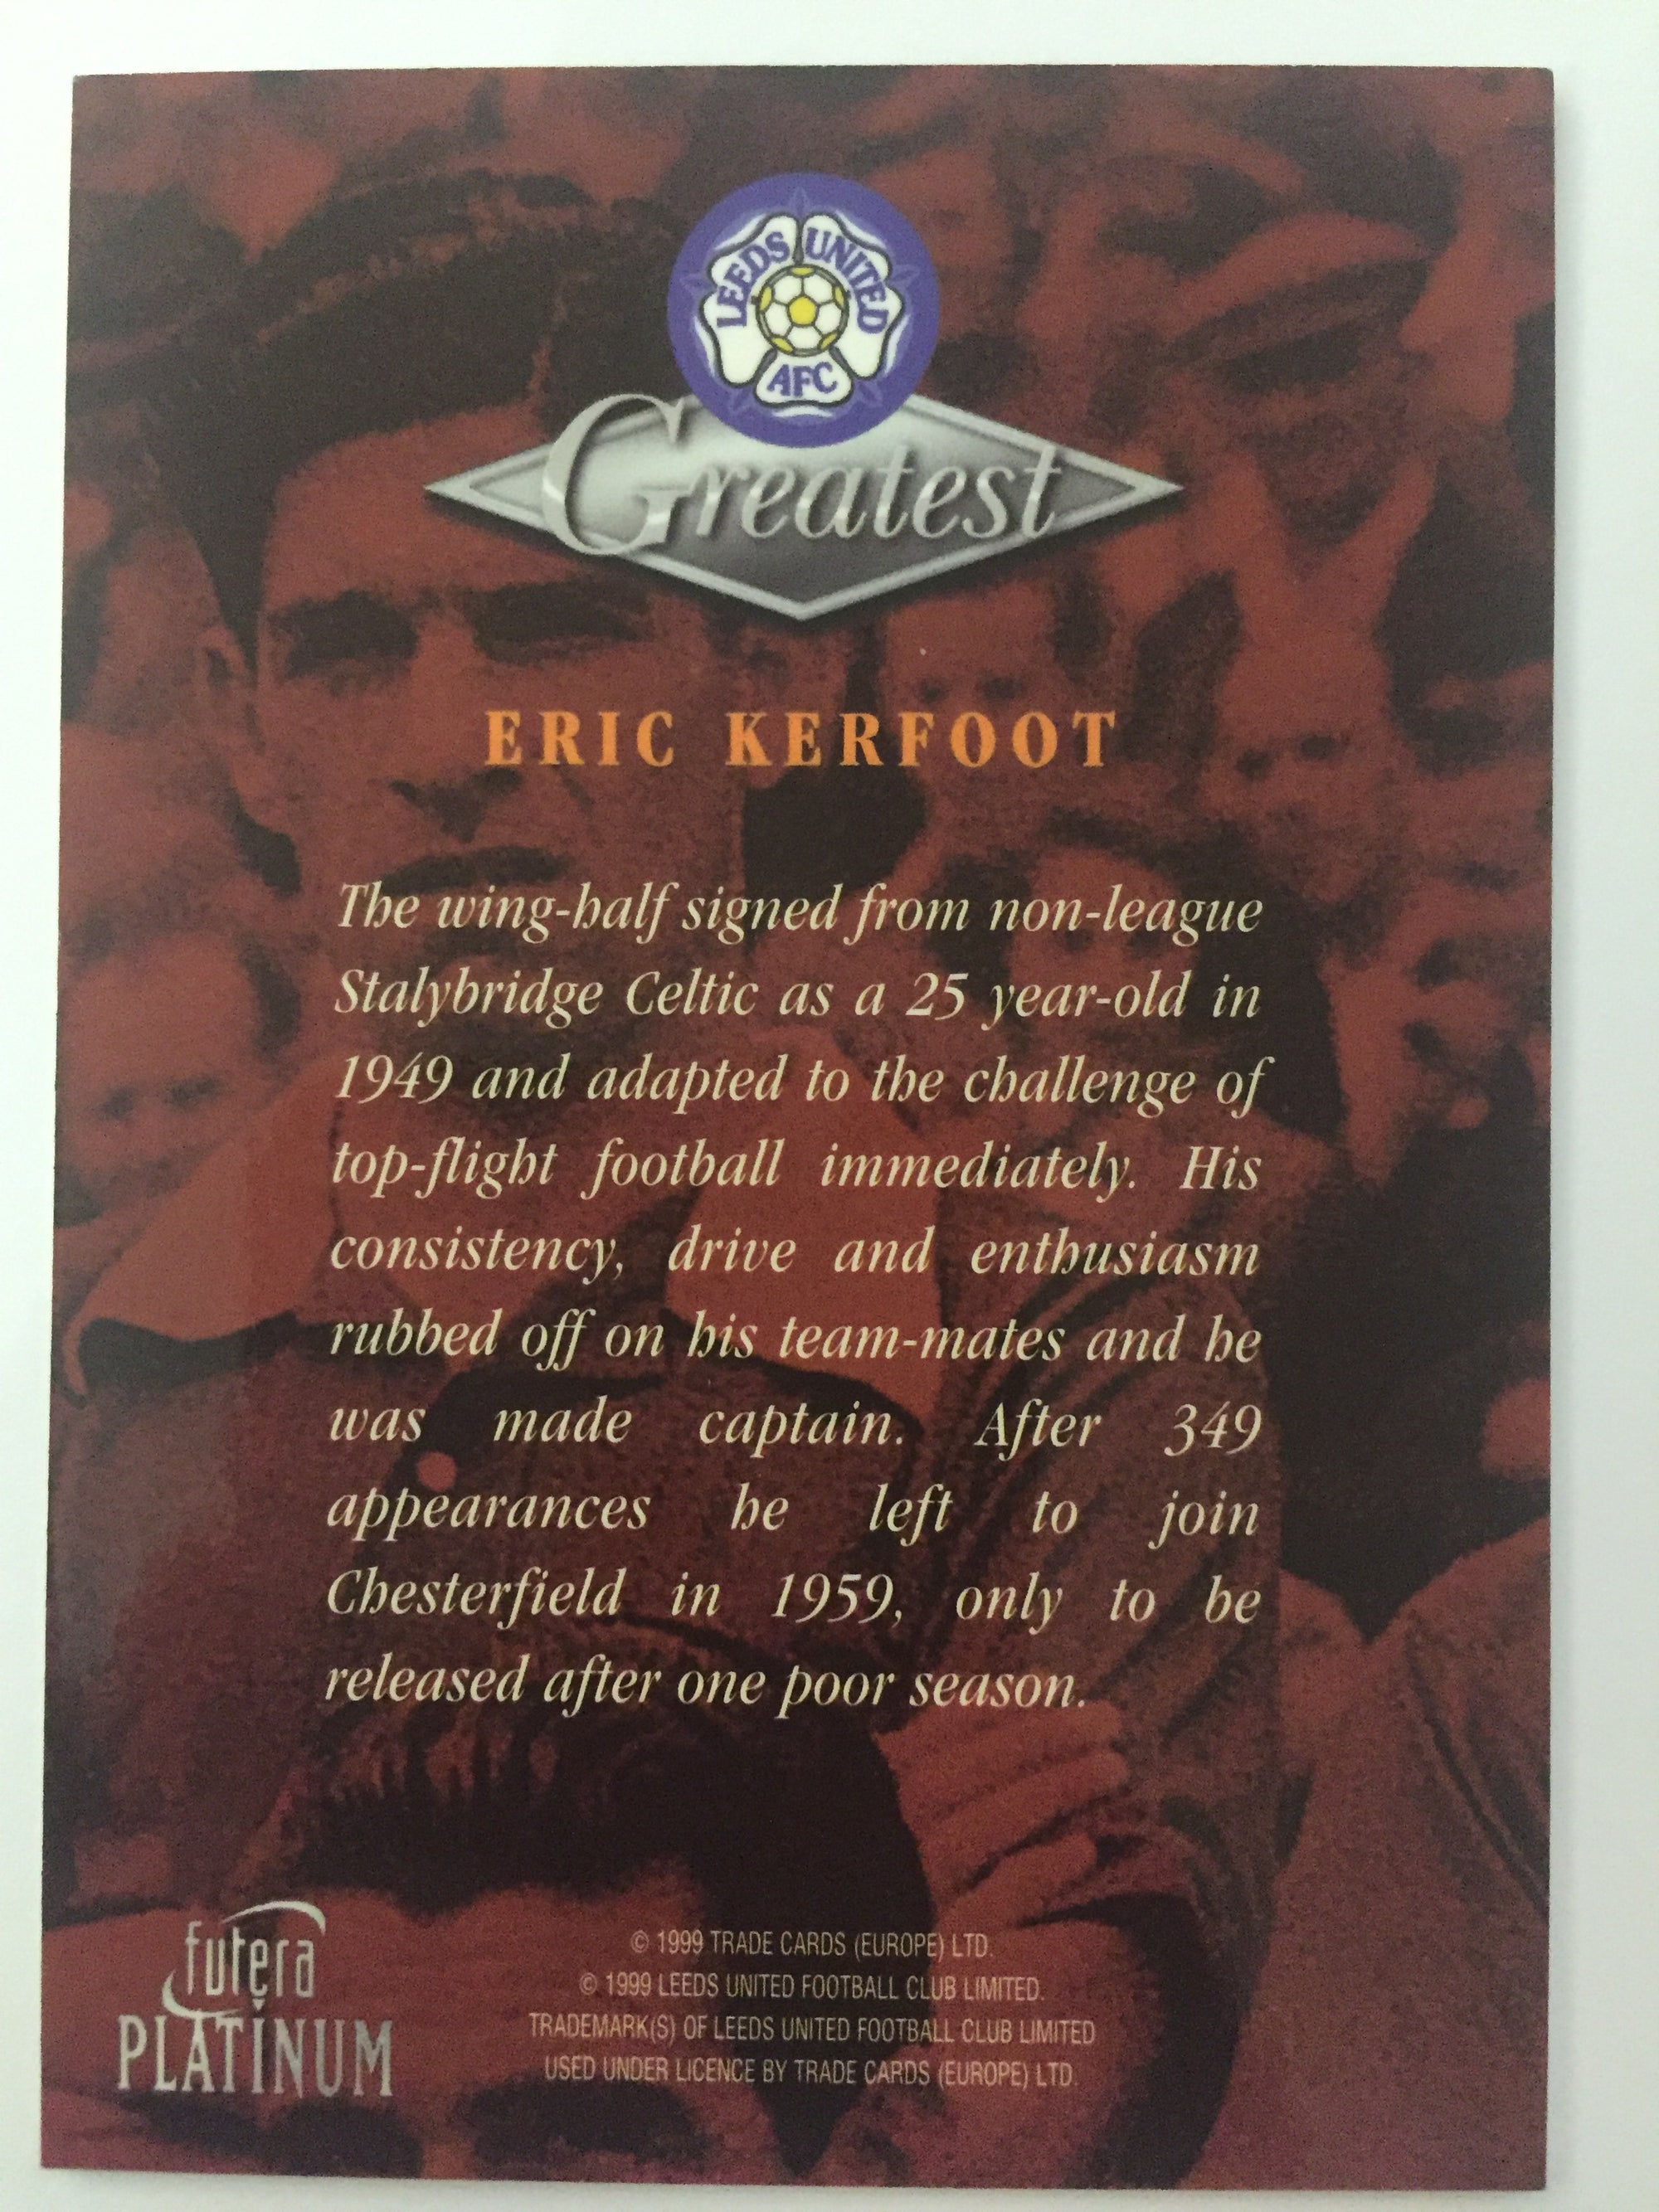 LEEDS UNITED
AFC
Greatest
ERIC KERFOOT
The wing-half signed from non-league
Stalybridge Celtic as a 25 year-old in
1949 and adapted to the challenge of
top-flight football immediately. His
consistency, drive and enthusiasm
rubbed off on his team-mates and he
was made captain. After 349
appearances he left to join
Chesterfield in 1959, only to be
released after one poor season.
futera
PLATINUM
© 1999 TRADE CARDS (EUROPE) LTD.
© 1999 LEEDS UNITED FOOTBALL CLUB LIMITED.
TRADEMARK(S) OF LEEDS UNITED FOOTBALL CLUB LIMITED
USED UNDER LICENCE BY TRADE CARDS (EUROPE) LTD.